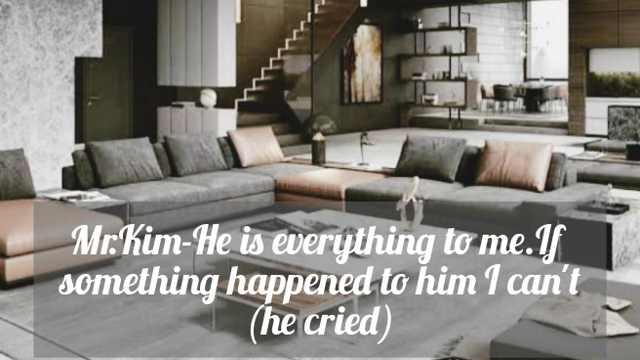 Mr.Kim-He is everything to me.If
something happened to him I can't
(he cried)